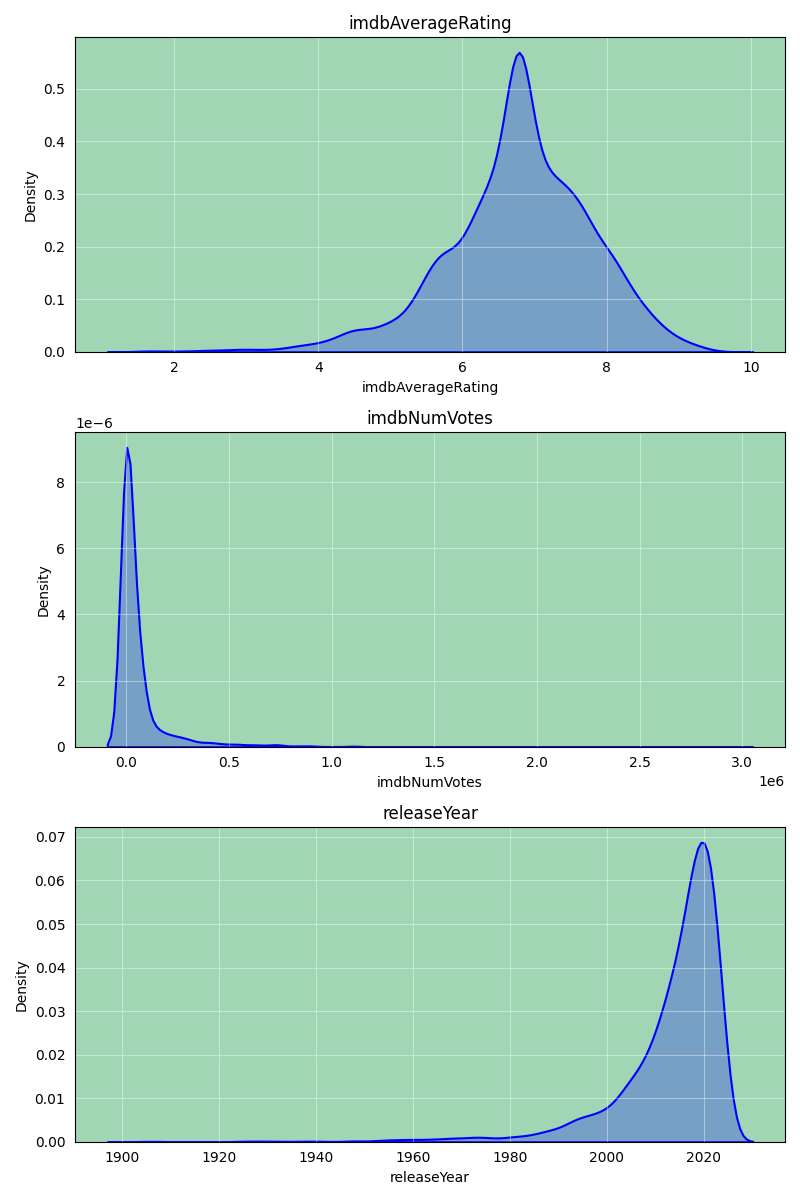 imdbAverageRating
0.5
0.4
0.3
0.2
0.1
0.0
Density
2 4 6 8 10
imdbAverageRating
imdbNumVotes
1e−6
8
6
4
2
0
Density
0.0 0.5 1.0 1.5 2.0 2.5 3.0
1e6
imdbNumVotes
releaseYear
0.07
0.06
0.05
0.04
0.03
0.02
0.01
0.00
Density
1900 1920 1940 1960 1980 2000 2020
releaseYear